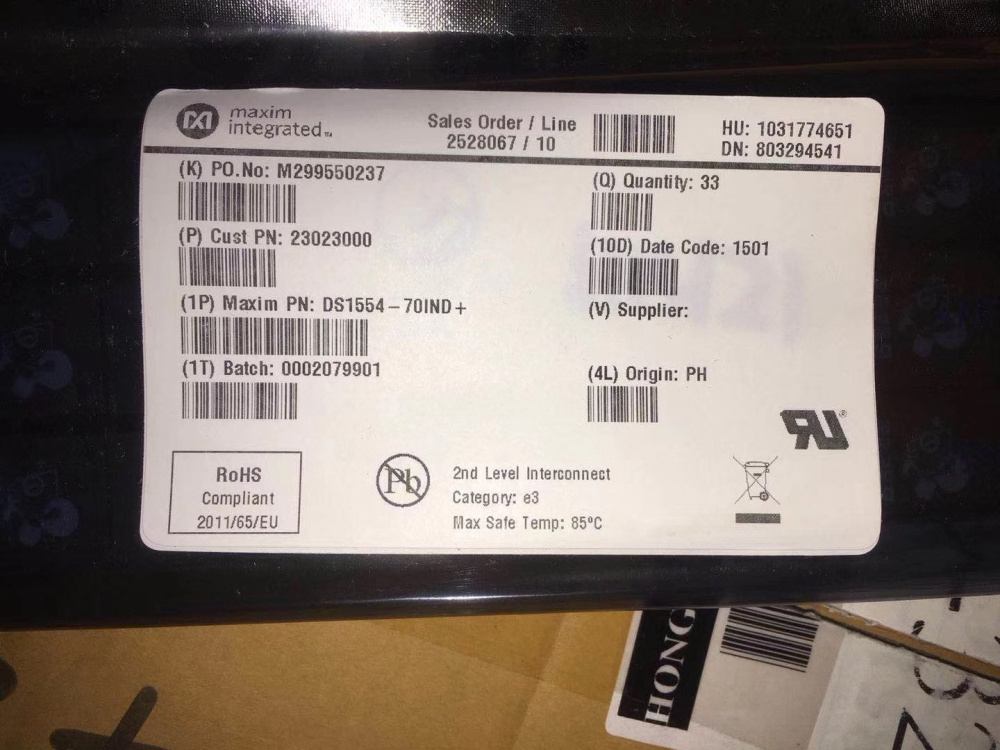 maxim
integrated™
Sales Order / Line
2528067 / 10
HU: 1031774651
DN: 803294541
(K) PO.No: M299550237
(Q) Quantity: 33
(P) Cust PN: 23023000
(10D) Date Code: 1501
(1P) Maxim PN: DS1554-70IND+
(V) Supplier:
(1T) Batch: 0002079901
(4L) Origin: PH
RoHS
Compliant
2011/65/EU
Pb
2nd Level Interconnect
Category: e3
Max Safe Temp: 85°C
HONG